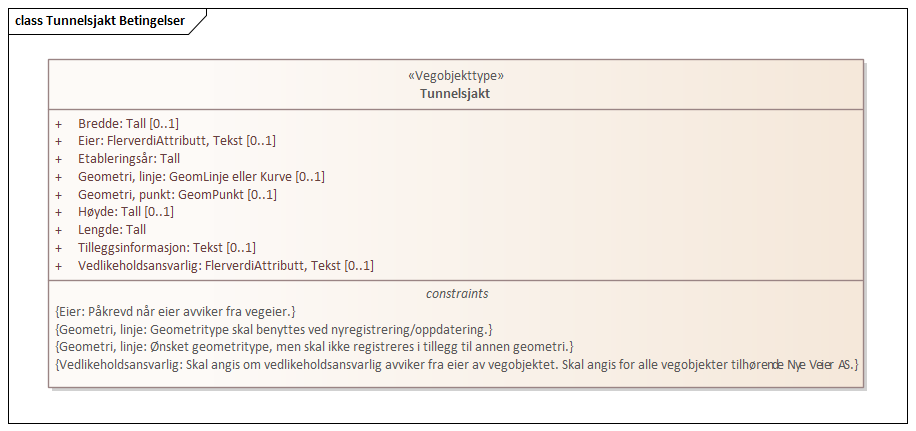 class Tunnelsjakt Betingelser
«Vegobjekttype»
Tunnelsjakt
+ Bredde: Tall [0..1]
+ Eier: FlerverdiAttributt, Tekst [0..1]
+ Etableringsår: Tall
+ Geometri, linje: GeomLinje eller Kurve [0..1]
+ Geometri, punkt: GeomPunkt [0..1]
+ Høyde: Tall [0..1]
+ Lengde: Tall
+ Tilleggsinformasjon: Tekst [0..1]
+ Vedlikeholdsansvarlig: FlerverdiAttributt, Tekst [0..1]
constraints
{Eier: Påkrevd når eier avviker fra vegeier.}
{Geometri, linje: Geometritype skal benyttes ved nyregistrering/oppdatering.}
{Geometri, linje: Ønsket geometritype, men skal ikke registreres i tillegg til annen geometri.}
{Vedlikeholdsansvarlig: Skal angis om vedlikeholdsansvarlig avviker fra eier av vegobjektet. Skal angis for alle vegobjekter tilhørende Nye Veier AS.}